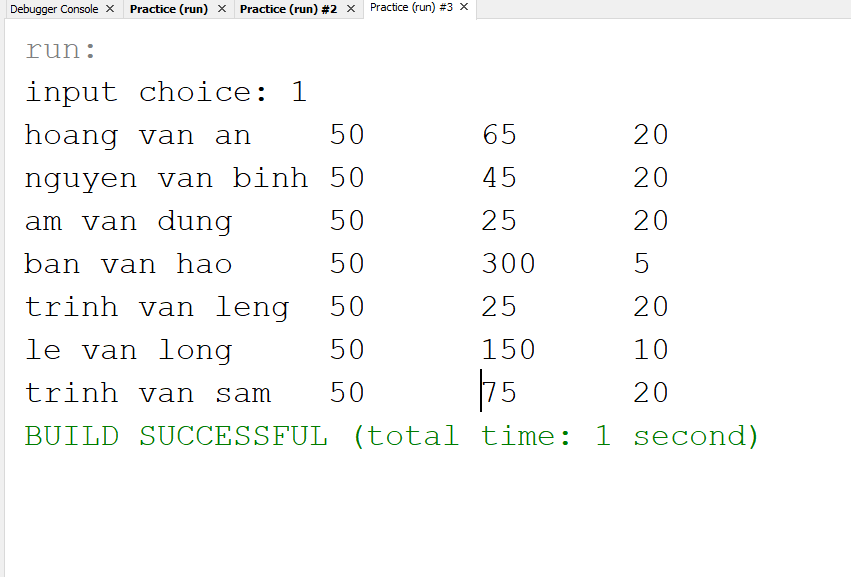 Debugger Console × Practice (run) × Practice (run) #2 × Practice (run) #3 ×
run:
input choice: 1
hoang van an 50 65 20
nguyen van binh 50 45 20
am van dung 50 25 20
ban van hao 50 300 5
trinh van leng 50 25 20
le van long 50 150 10
trinh van sam 50 75 20
BUILD SUCCESSFUL (total time: 1 second)